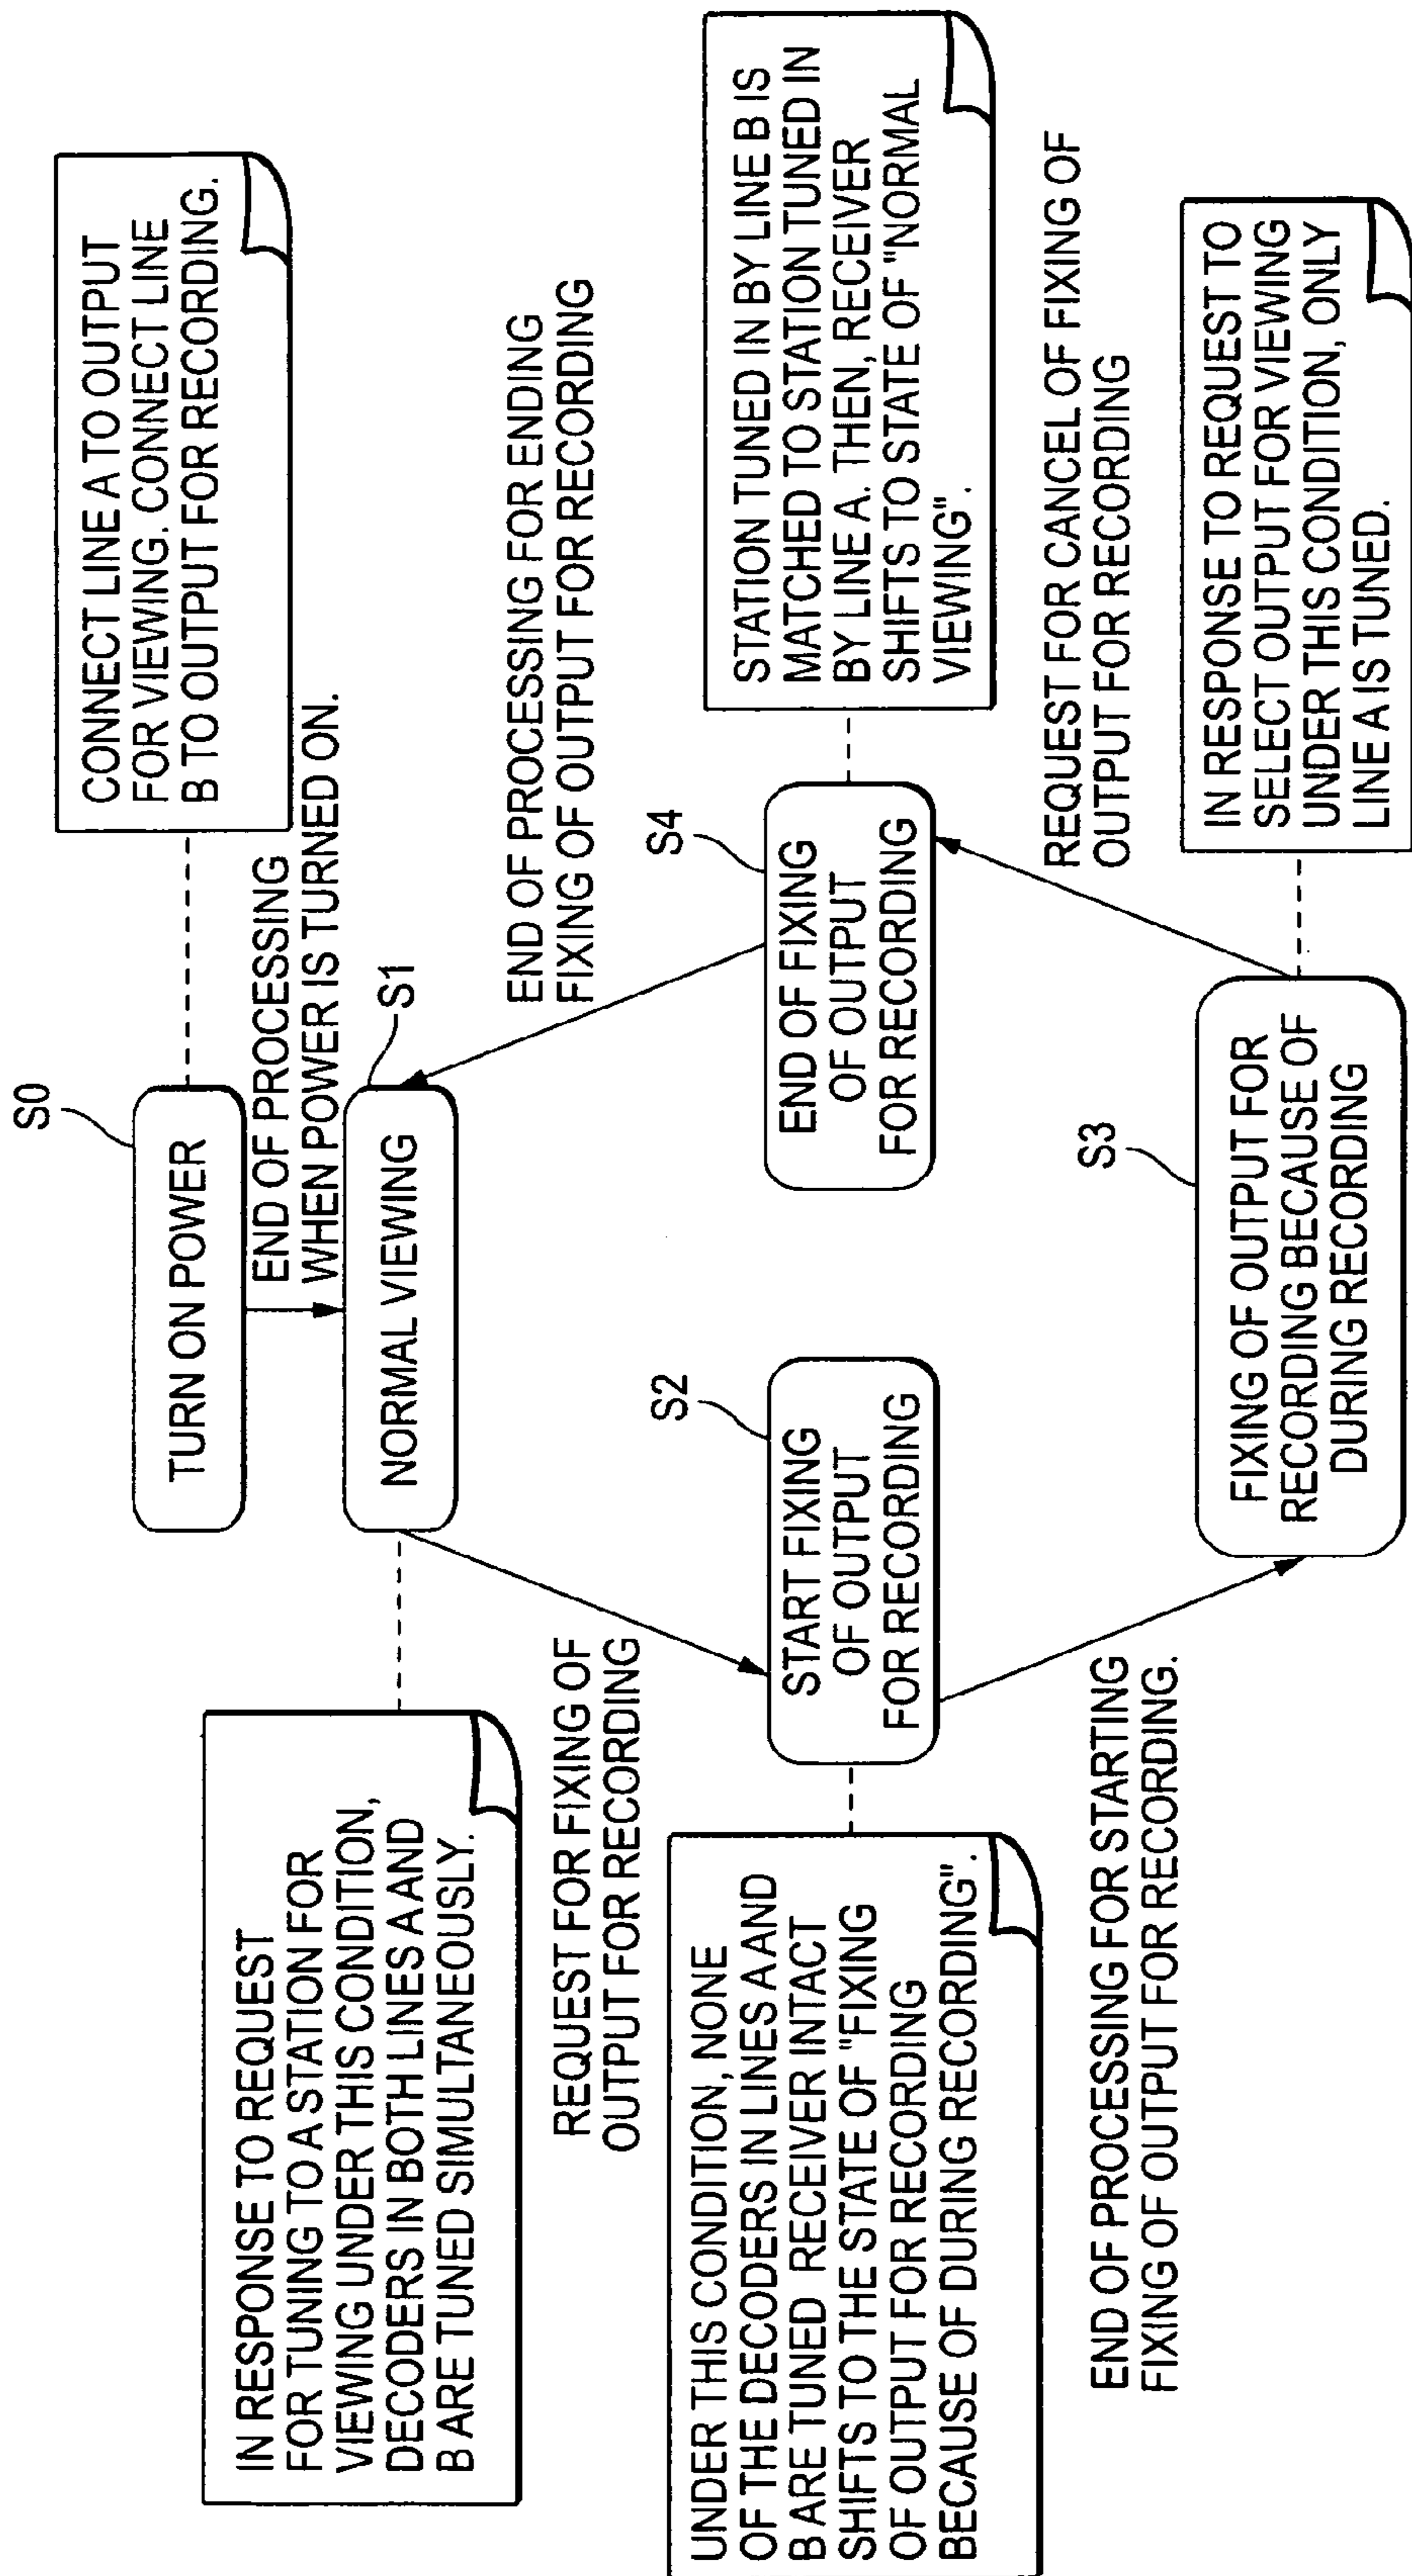 S0
TURN ON POWER
CONNECT LINE A TO OUTPUT
FOR VIEWING. CONNECT LINE
B TO OUTPUT FOR RECORDING.
END OF PROCESSING
WHEN POWER IS TURNED ON.
S1
NORMAL VIEWING
IN RESPONSE TO REQUEST
FOR TUNING TO A STATION FOR
VIEWING UNDER THIS CONDITION,
DECODERS IN BOTH LINES A AND
B ARE TUNED SIMULTANEOUSLY.
REQUEST FOR FIXING OF
OUTPUT FOR RECORDING
END OF PROCESSING FOR ENDING
FIXING OF OUTPUT FOR RECORDING
S2
START FIXING
OF OUTPUT
FOR RECORDING
UNDER THIS CONDITION, NONE
OF THE DECODERS IN LINES A AND
B ARE TUNED RECEIVER INTACT
SHIFTS TO THE STATE OF "FIXING
OF OUTPUT FOR RECORDING
BECAUSE OF DURING RECORDING".
S4
END OF FIXING
OF OUTPUT
FOR RECORDING
STATION TUNED IN BY LINE B IS
MATCHED TO STATION TUNED IN
BY LINE A. THEN, RECEIVER
SHIFTS TO STATE OF "NORMAL
VIEWING".
END OF PROCESSING FOR STARTING
FIXING OF OUTPUT FOR RECORDING.
REQUEST FOR CANCEL OF FIXING OF
OUTPUT FOR RECORDING
S3
FIXING OF OUTPUT FOR
RECORDING BECAUSE OF
DURING RECORDING
IN RESPONSE TO REQUEST TO
SELECT OUTPUT FOR VIEWING
UNDER THIS CONDITION, ONLY
LINE A IS TUNED.